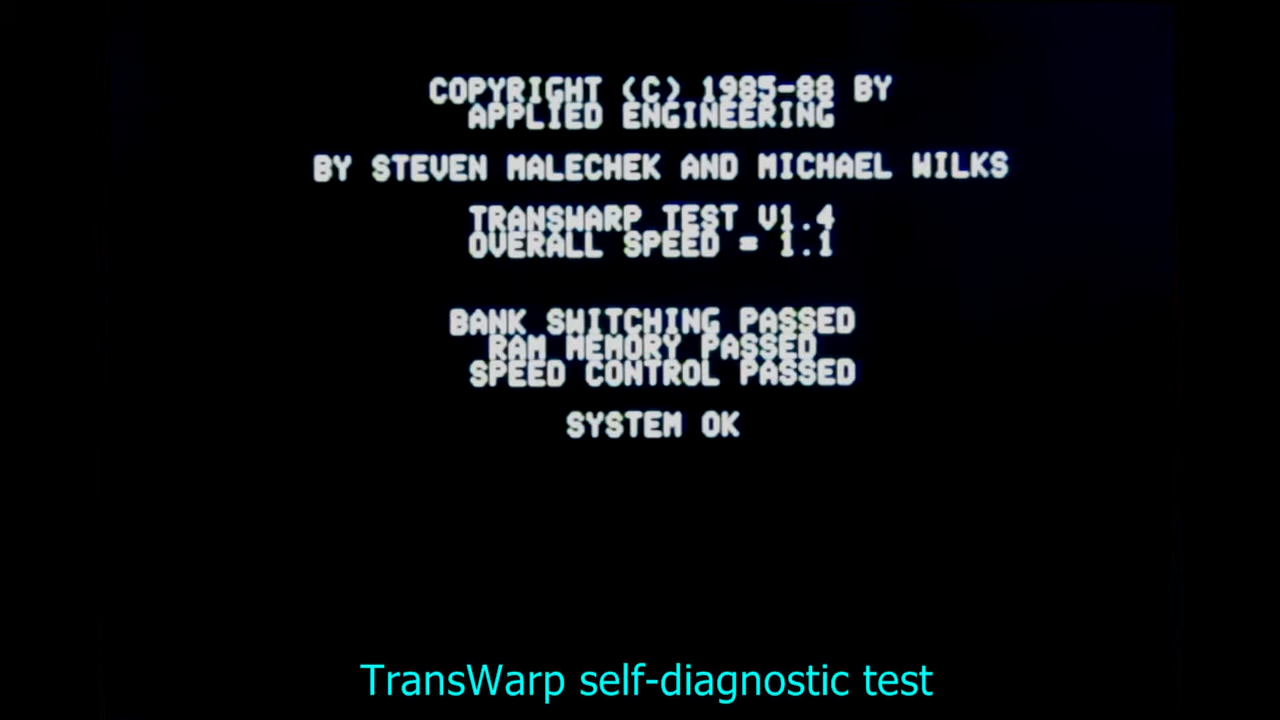 COPYRIGHT (C) 1985-88 BY
APPLIED ENGINEERING
BY STEVEN MALECHEK AND MICHAEL WILKS
TRANSWARP TEST V1.4
OVERALL SPEED = 1.1
BANK SWITCHING PASSED
RAM MEMORY PASSED
SPEED CONTROL PASSED
SYSTEM OK
TransWarp self-diagnostic test